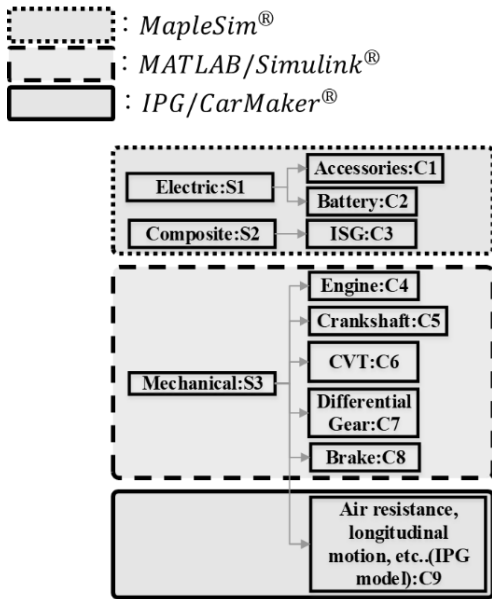 : MapleSim®
: MATLAB/Simulink®
: IPG/CarMaker®
Accessories:C1
Electric:S1
Battery:C2
Composite:S2
ISG:C3
Engine:C4
Crankshaft:C5
CVT:C6
Mechanical:S3
Differential
Gear:C7
Brake:C8
Air resistance,
longitudinal
motion, etc..(IPG
model):C9